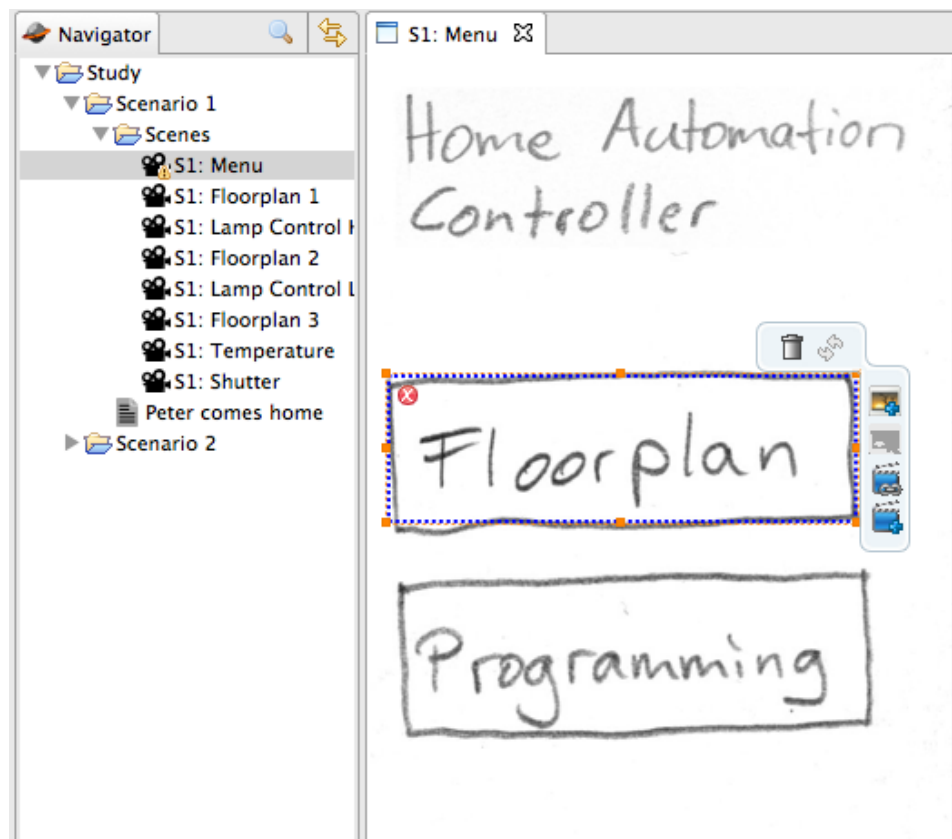 Navigator
Study
Scenario 1
Scenes
S1: Menu
S1: Floorplan 1
S1: Lamp Control
S1: Floorplan 2
S1: Lamp Control
S1: Floorplan 3
S1: Temperature
S1: Shutter
Peter comes home
Scenario 2
S1: Menu
Home Automation
Controller
Floorplan
Programming